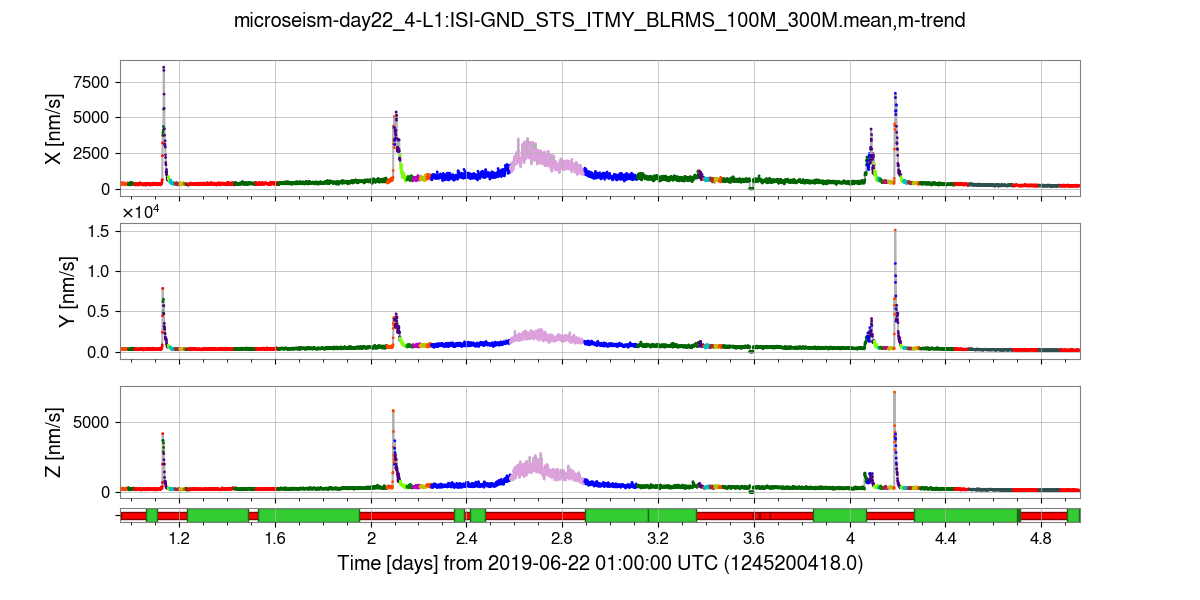 microseism-day22_4-L1:ISI-GND_STS_ITMY_BLRMS_100M_300M.mean,m-trend
X [nm/s]
7500
5000
2500
0
×10⁴
Y [nm/s]
1.5
1.0
0.5
0.0
Z [nm/s]
5000
0
1.2 1.6 2 2.4 2.8 3.2 3.6 4 4.4 4.8
Time [days] from 2019-06-22 01:00:00 UTC (1245200418.0)